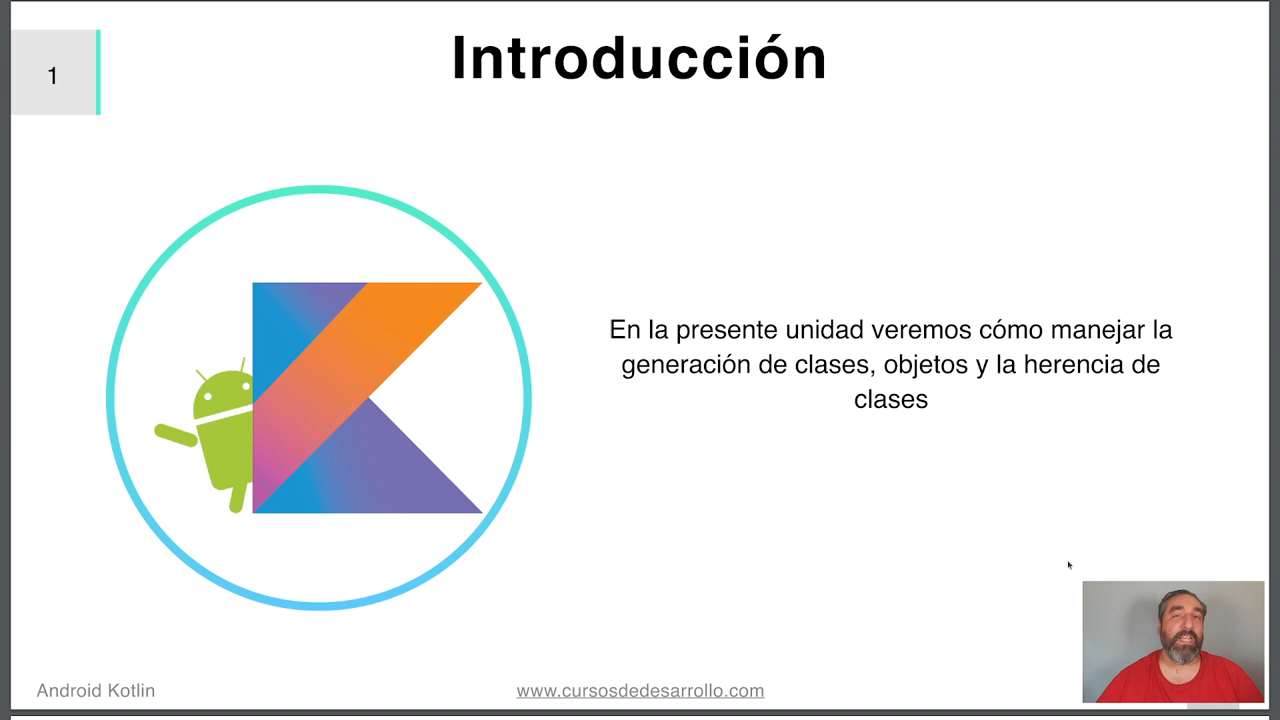 1
Introducción
En la presente unidad veremos cómo manejar la
generación de clases, objetos y la herencia de
clases
Android Kotlin
www.cursosdedesarrollo.com